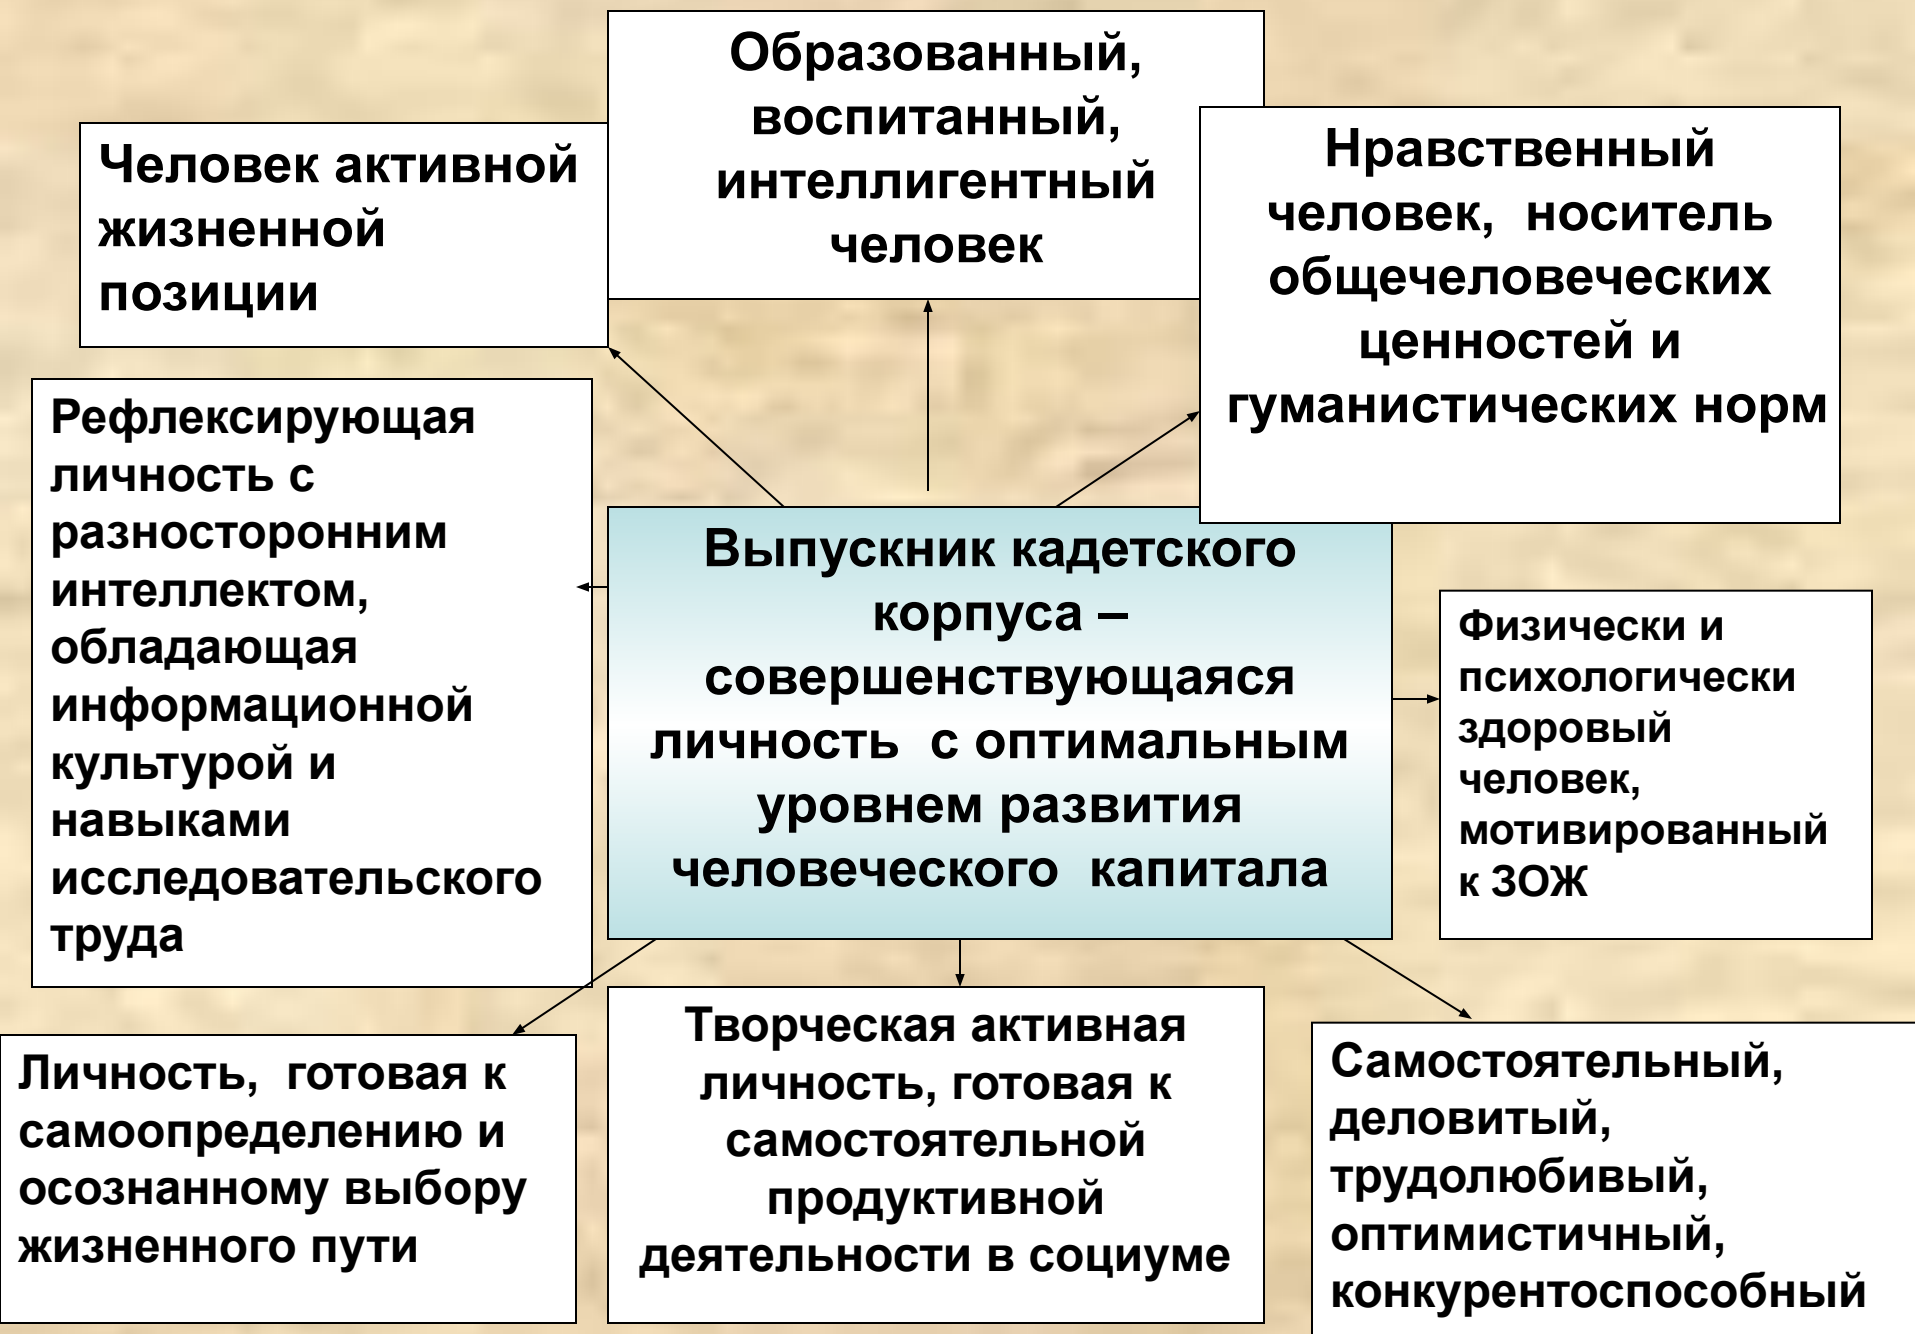 Образованный,
воспитанный,
интеллигентный
человек
Человек активной
жизненной
позиции
Нравственный
человек,  носитель
общечеловеческих
ценностей и
гуманистических норм
Рефлексирующая
личность с
разносторонним
интеллектом,
обладающая
информационной
культурой и
навыками
исследовательского
труда
Выпускник кадетского
корпуса –
совершенствующаяся
личность  с оптимальным
уровнем развития
человеческого  капитала
Физически и
психологически
здоровый
человек,
мотивированный
к ЗОЖ
Личность,  готовая к
самоопределению и
осознанному выбору
жизненного пути
Творческая активная
личность, готовая к
самостоятельной
продуктивной
деятельности в социуме
Самостоятельный,
деловитый,
трудолюбивый,
оптимистичный,
конкурентоспособный